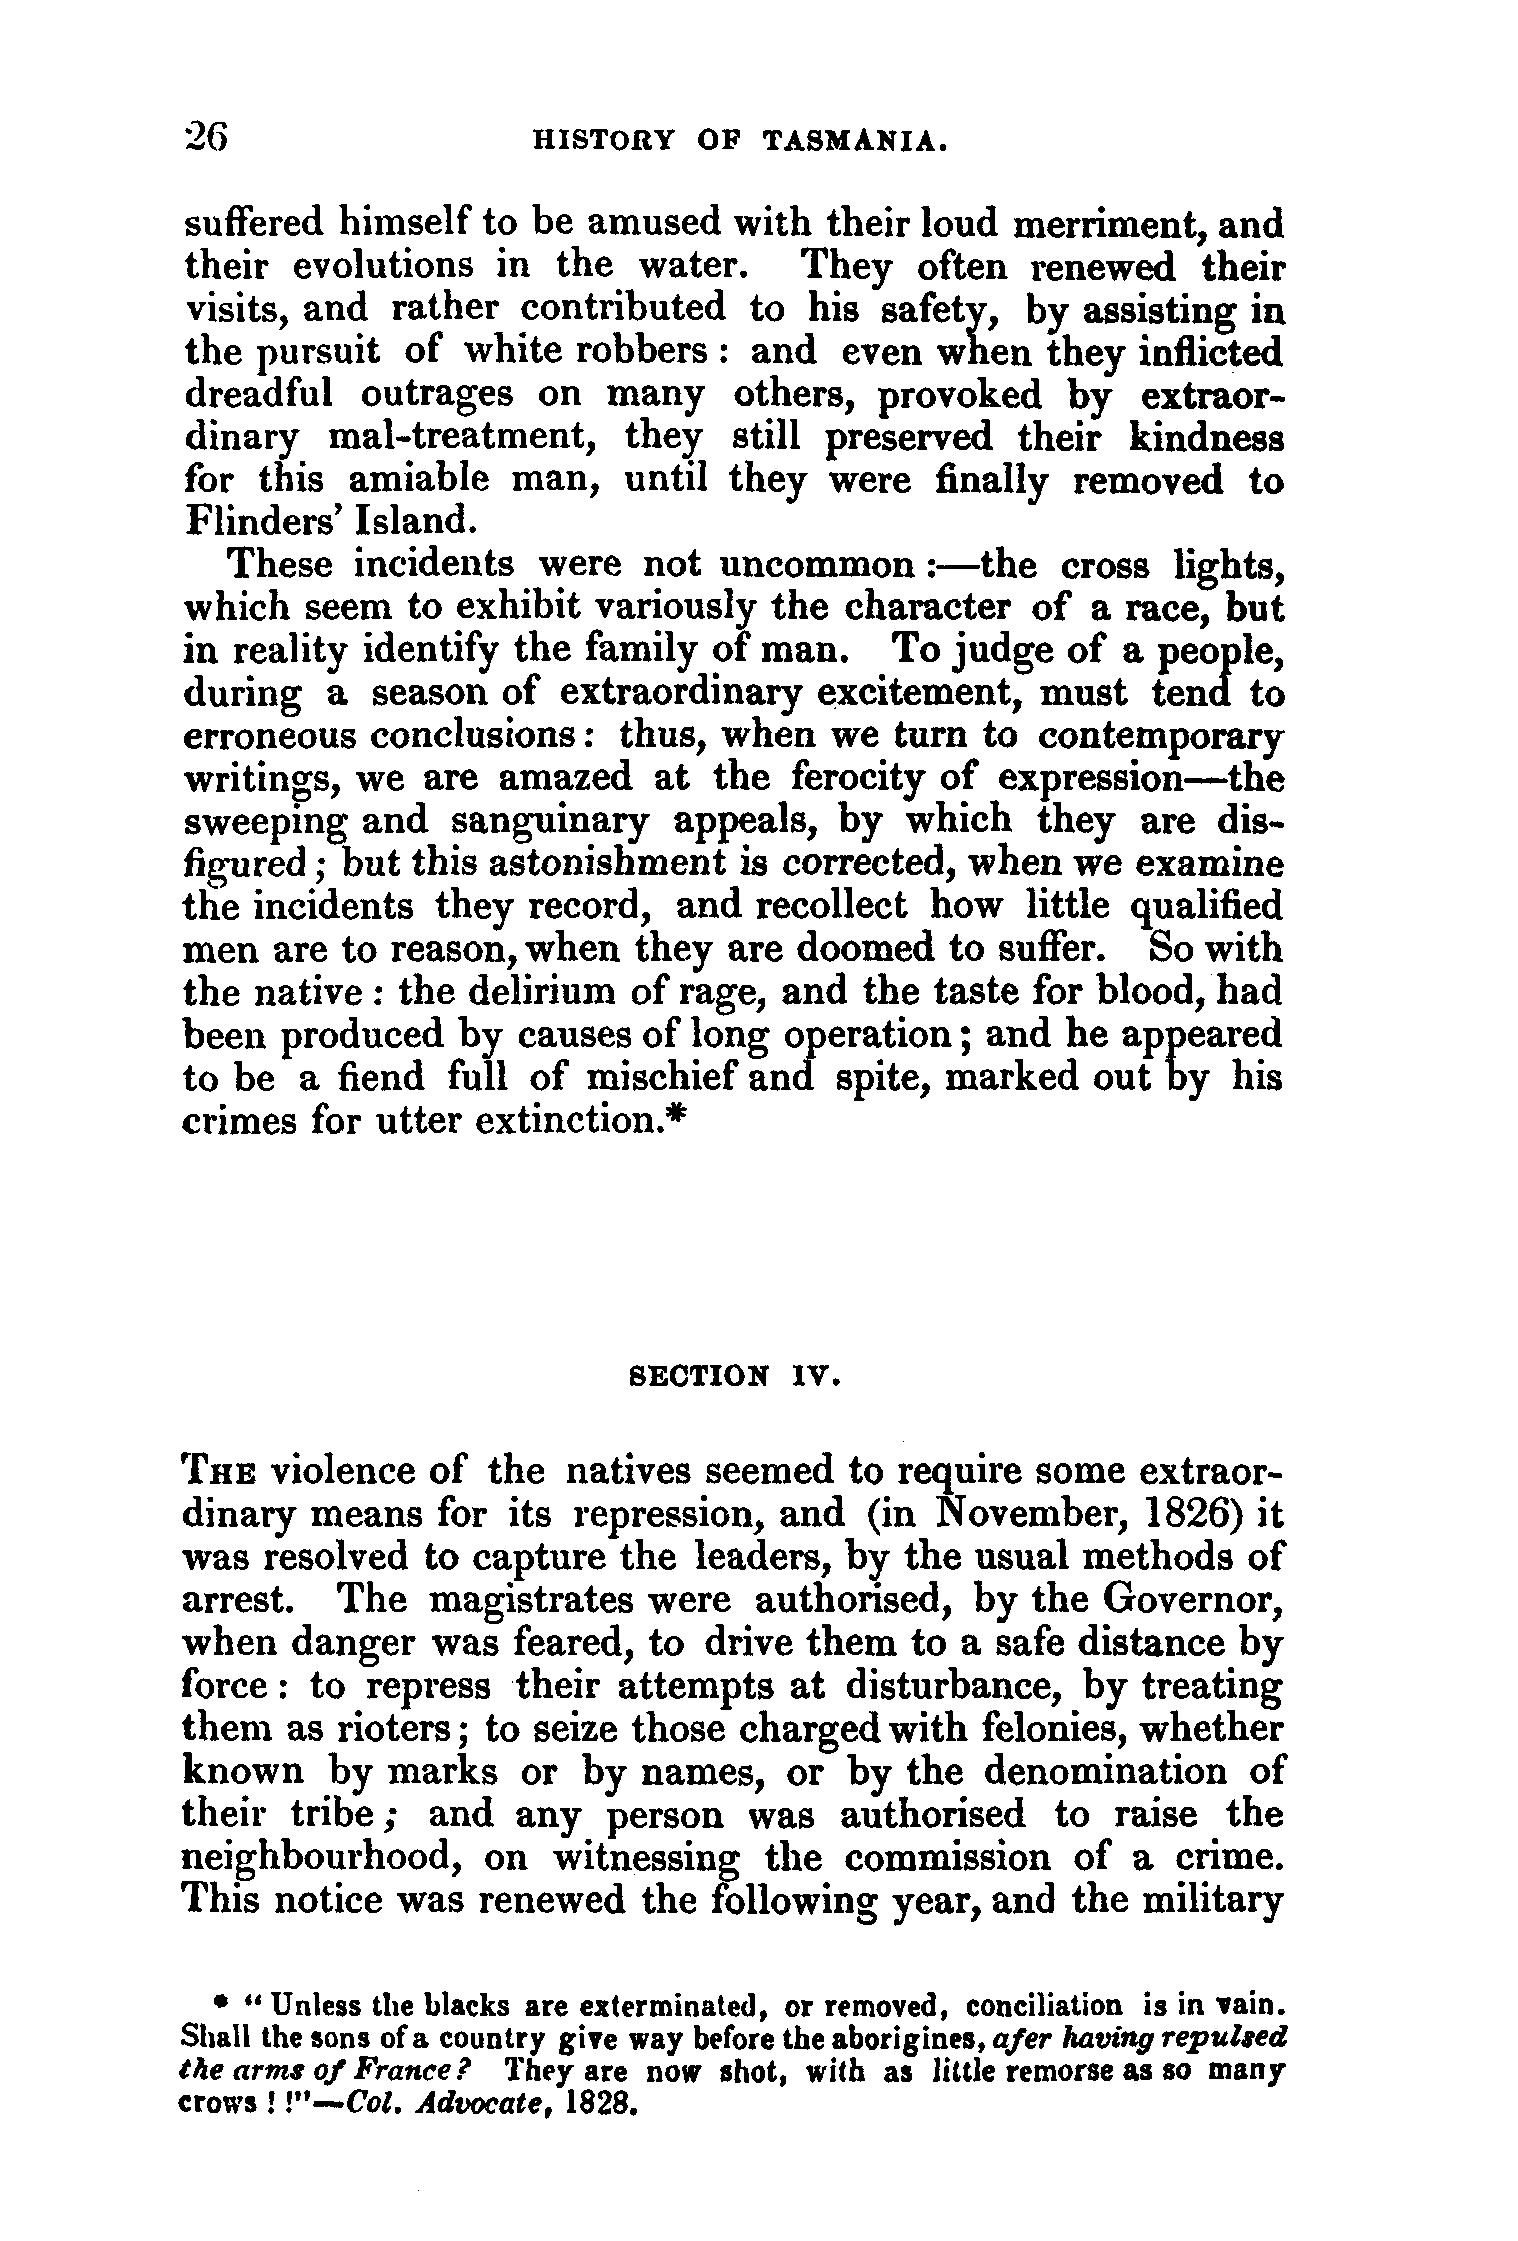 26 HISTORY OF TASMANIA.
suffered himself to be amused with their loud merriment, and
their evolutions in the water. They often renewed their
visits, and rather contributed to his safety, by assisting in
the pursuit of white robbers : and even when they inflicted
dreadful outrages on many others, provoked by extraor-
dinary mal-treatment, they still preserved their kindness
for this amiable man, until they were finally removed to
Flinders' Island.
These incidents were not uncommon :—the cross lights,
which seem to exhibit variously the character of a race, but
in reality identify the family of man. To judge of a people,
during a season of extraordinary excitement, must tend to
erroneous conclusions : thus, when we turn to contemporary
writings, we are amazed at the ferocity of expression—the
sweeping and sanguinary appeals, by which they are dis-
figured ; but this astonishment is corrected, when we examine
the incidents they record, and recollect how little qualified
men are to reason, when they are doomed to suffer. So with
the native : the delirium of rage, and the taste for blood, had
been produced by causes of long operation ; and he appeared
to be a fiend full of mischief and spite, marked out by his
crimes for utter extinction.*
SECTION IV.
THE violence of the natives seemed to require some extraor-
dinary means for its repression, and (in November, 1826) it
was resolved to capture the leaders, by the usual methods of
arrest. The magistrates were authorised, by the Governor,
when danger was feared, to drive them to a safe distance by
force : to repress their attempts at disturbance, by treating
them as rioters ; to seize those charged with felonies, whether
known by marks or by names, or by the denomination of
their tribe ; and any person was authorised to raise the
neighbourhood, on witnessing the commission of a crime.
This notice was renewed the following year, and the military
* "Unless the blacks are exterminated, or removed, conciliation is in vain.
Shall the sons of a country give way before the aborigines, afer having repulsed
the arms of France? They are now shot, with as little remorse as so many
crows ! !"—Col. Advocate, 1828.